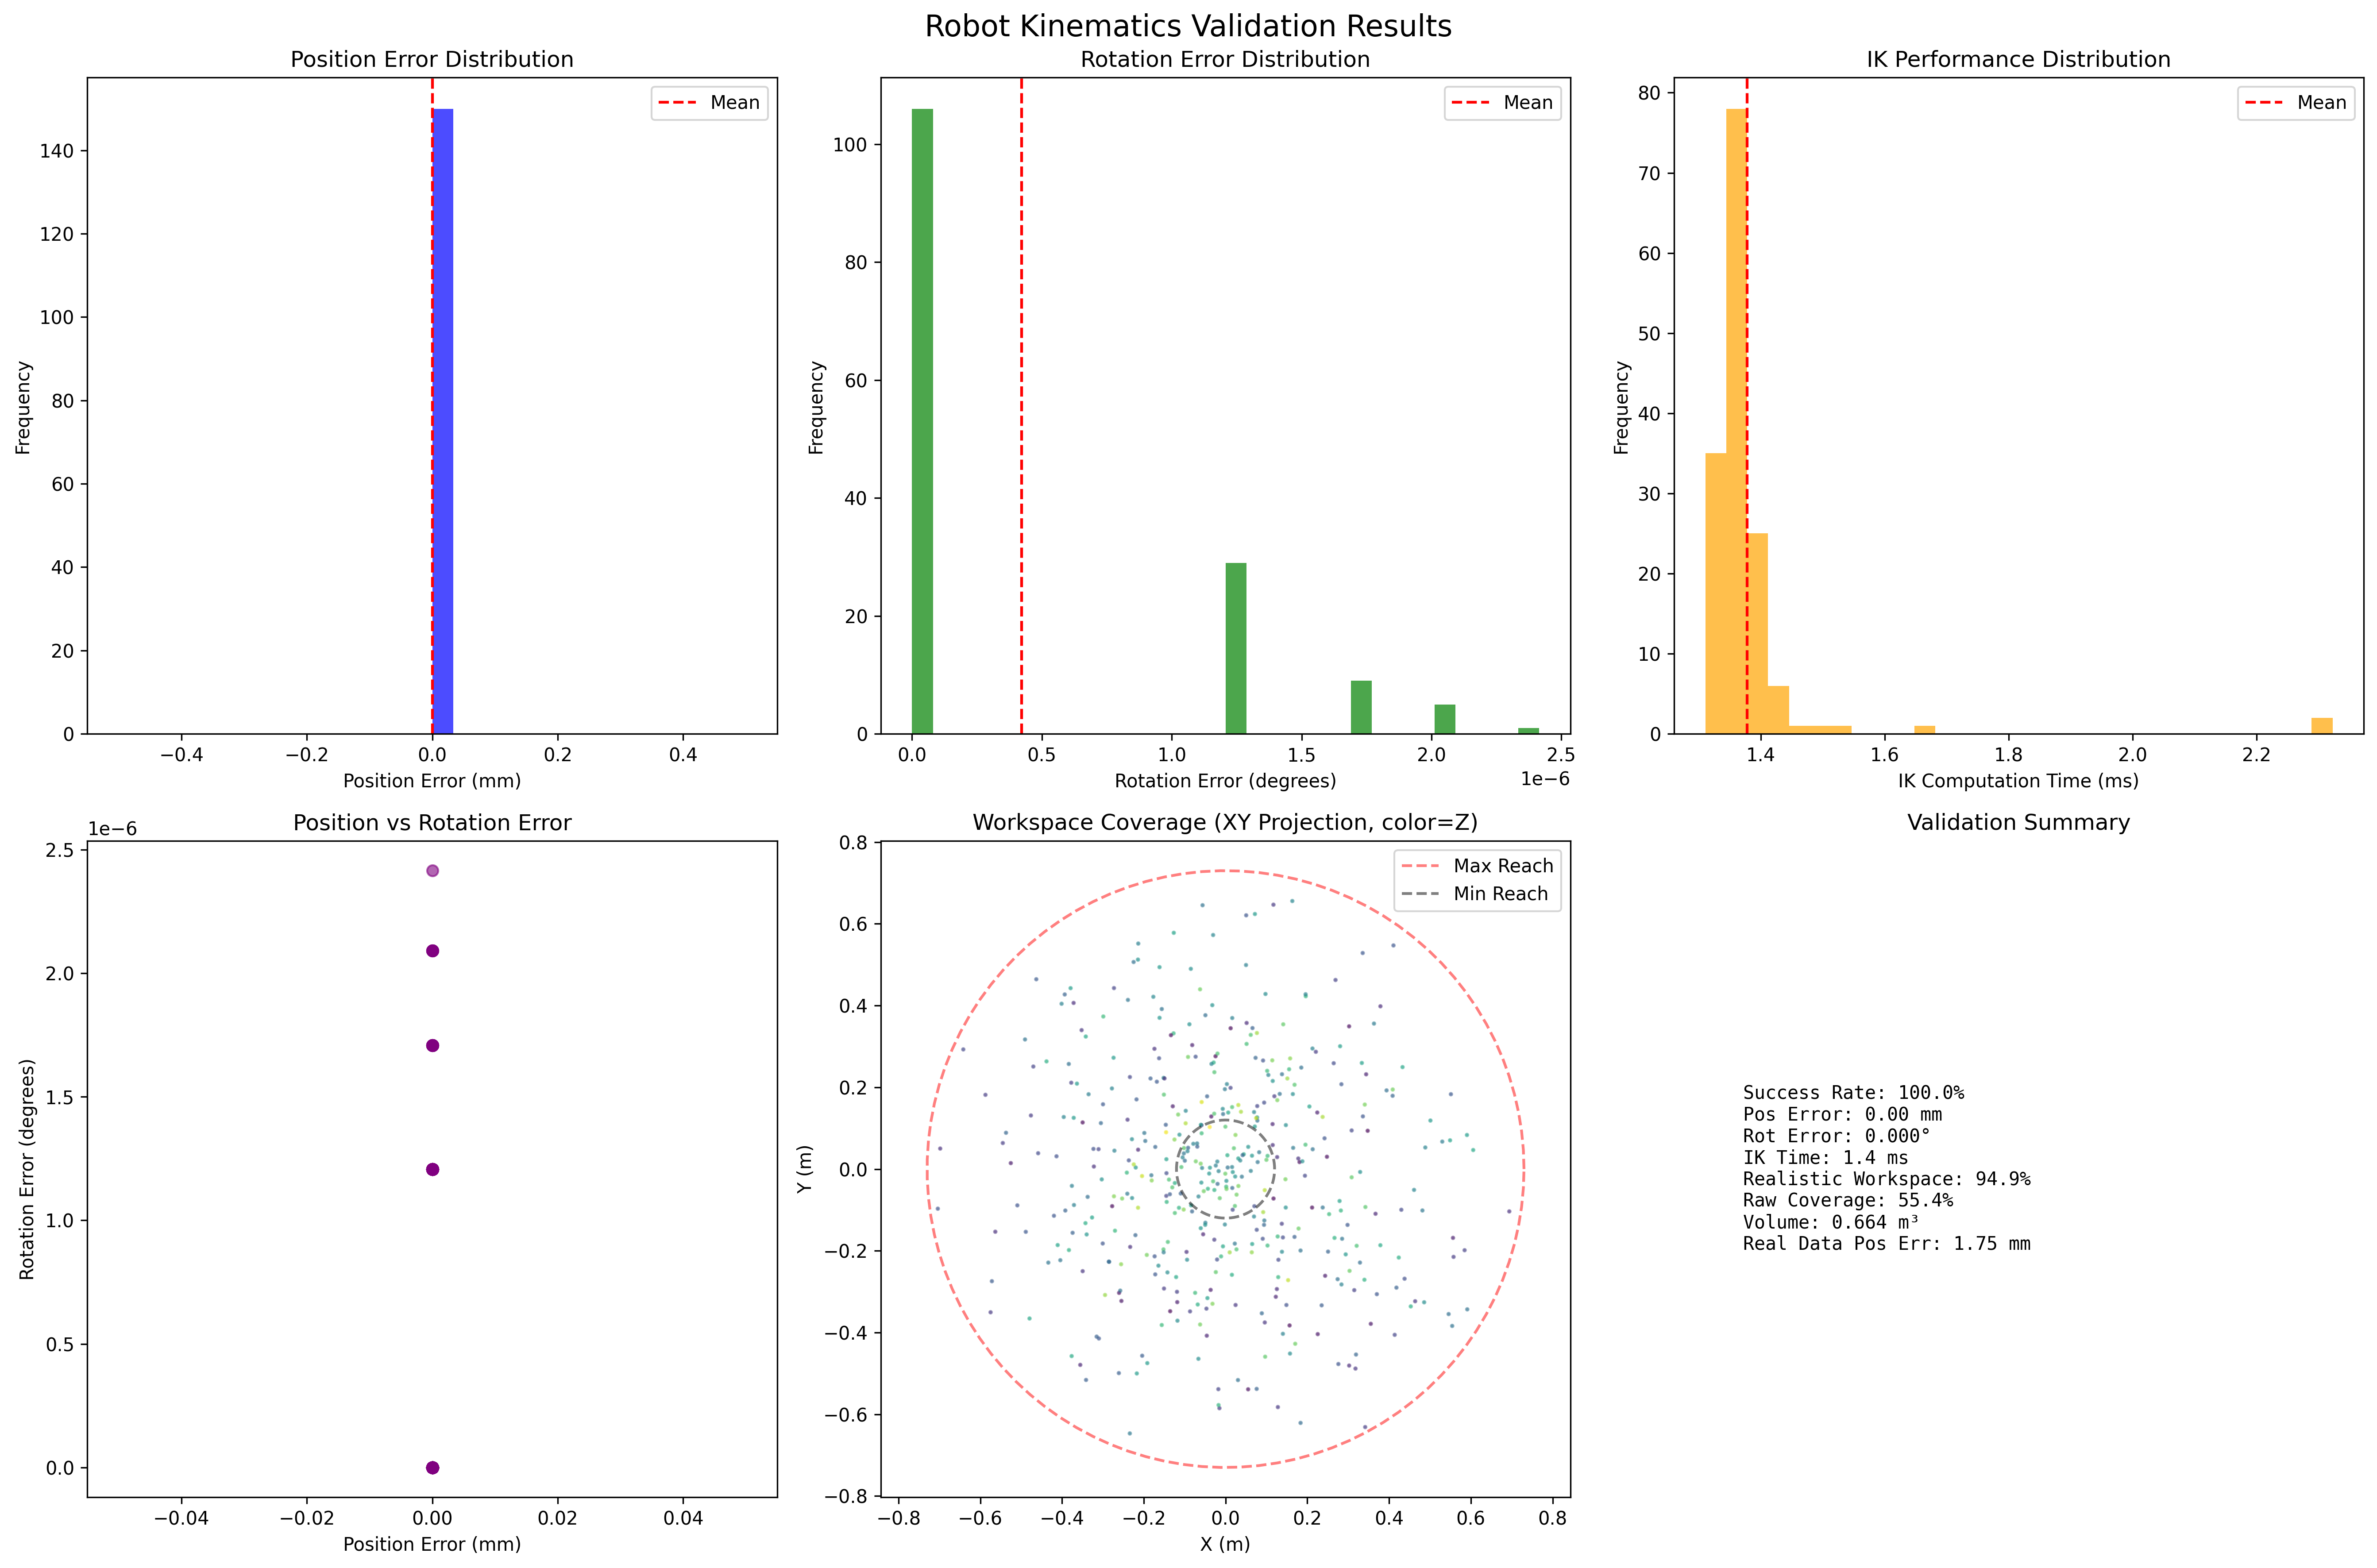 Robot Kinematics Validation Results
Position Error Distribution
Mean
Frequency
0
20
40
60
80
100
120
140
−0.4
−0.2
0.0
0.2
0.4
Position Error (mm)
Rotation Error Distribution
Mean
Frequency
0
20
40
60
80
100
0.0
0.5
1.0
1.5
2.0
2.5
1e−6
Rotation Error (degrees)
IK Performance Distribution
Mean
Frequency
0
10
20
30
40
50
60
70
80
1.4
1.6
1.8
2.0
2.2
IK Computation Time (ms)
Position vs Rotation Error
1e−6
Rotation Error (degrees)
0.0
0.5
1.0
1.5
2.0
2.5
−0.04
−0.02
0.00
0.02
0.04
Position Error (mm)
Workspace Coverage (XY Projection, color=Z)
Max Reach
Min Reach
Y (m)
−0.8
−0.6
−0.4
−0.2
0.0
0.2
0.4
0.6
0.8
−0.8
−0.6
−0.4
−0.2
0.0
0.2
0.4
0.6
0.8
X (m)
Validation Summary
Success Rate: 100.0%
Pos Error: 0.00 mm
Rot Error: 0.000°
IK Time: 1.4 ms
Realistic Workspace: 94.9%
Raw Coverage: 55.4%
Volume: 0.664 m³
Real Data Pos Err: 1.75 mm